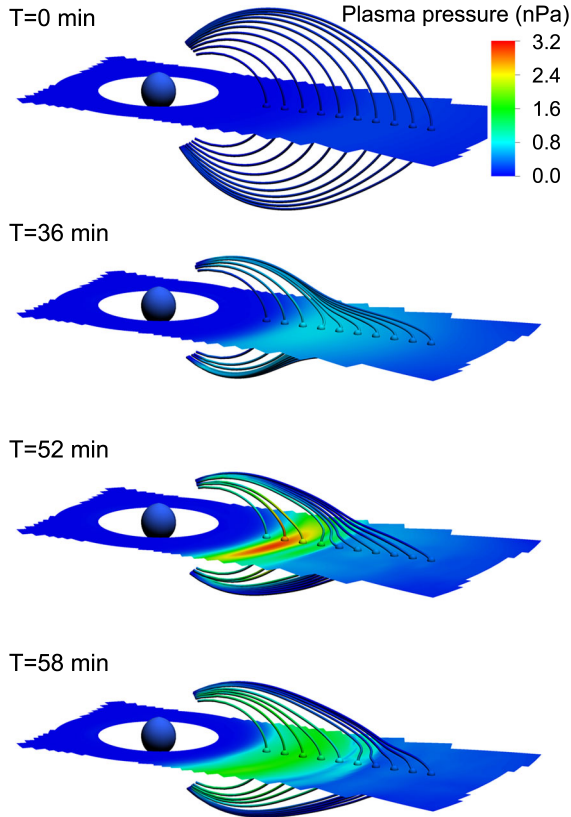 T=0 min
Plasma pressure (nPa)
3.2
2.4
1.6
0.8
0.0
T=36 min
T=52 min
T=58 min